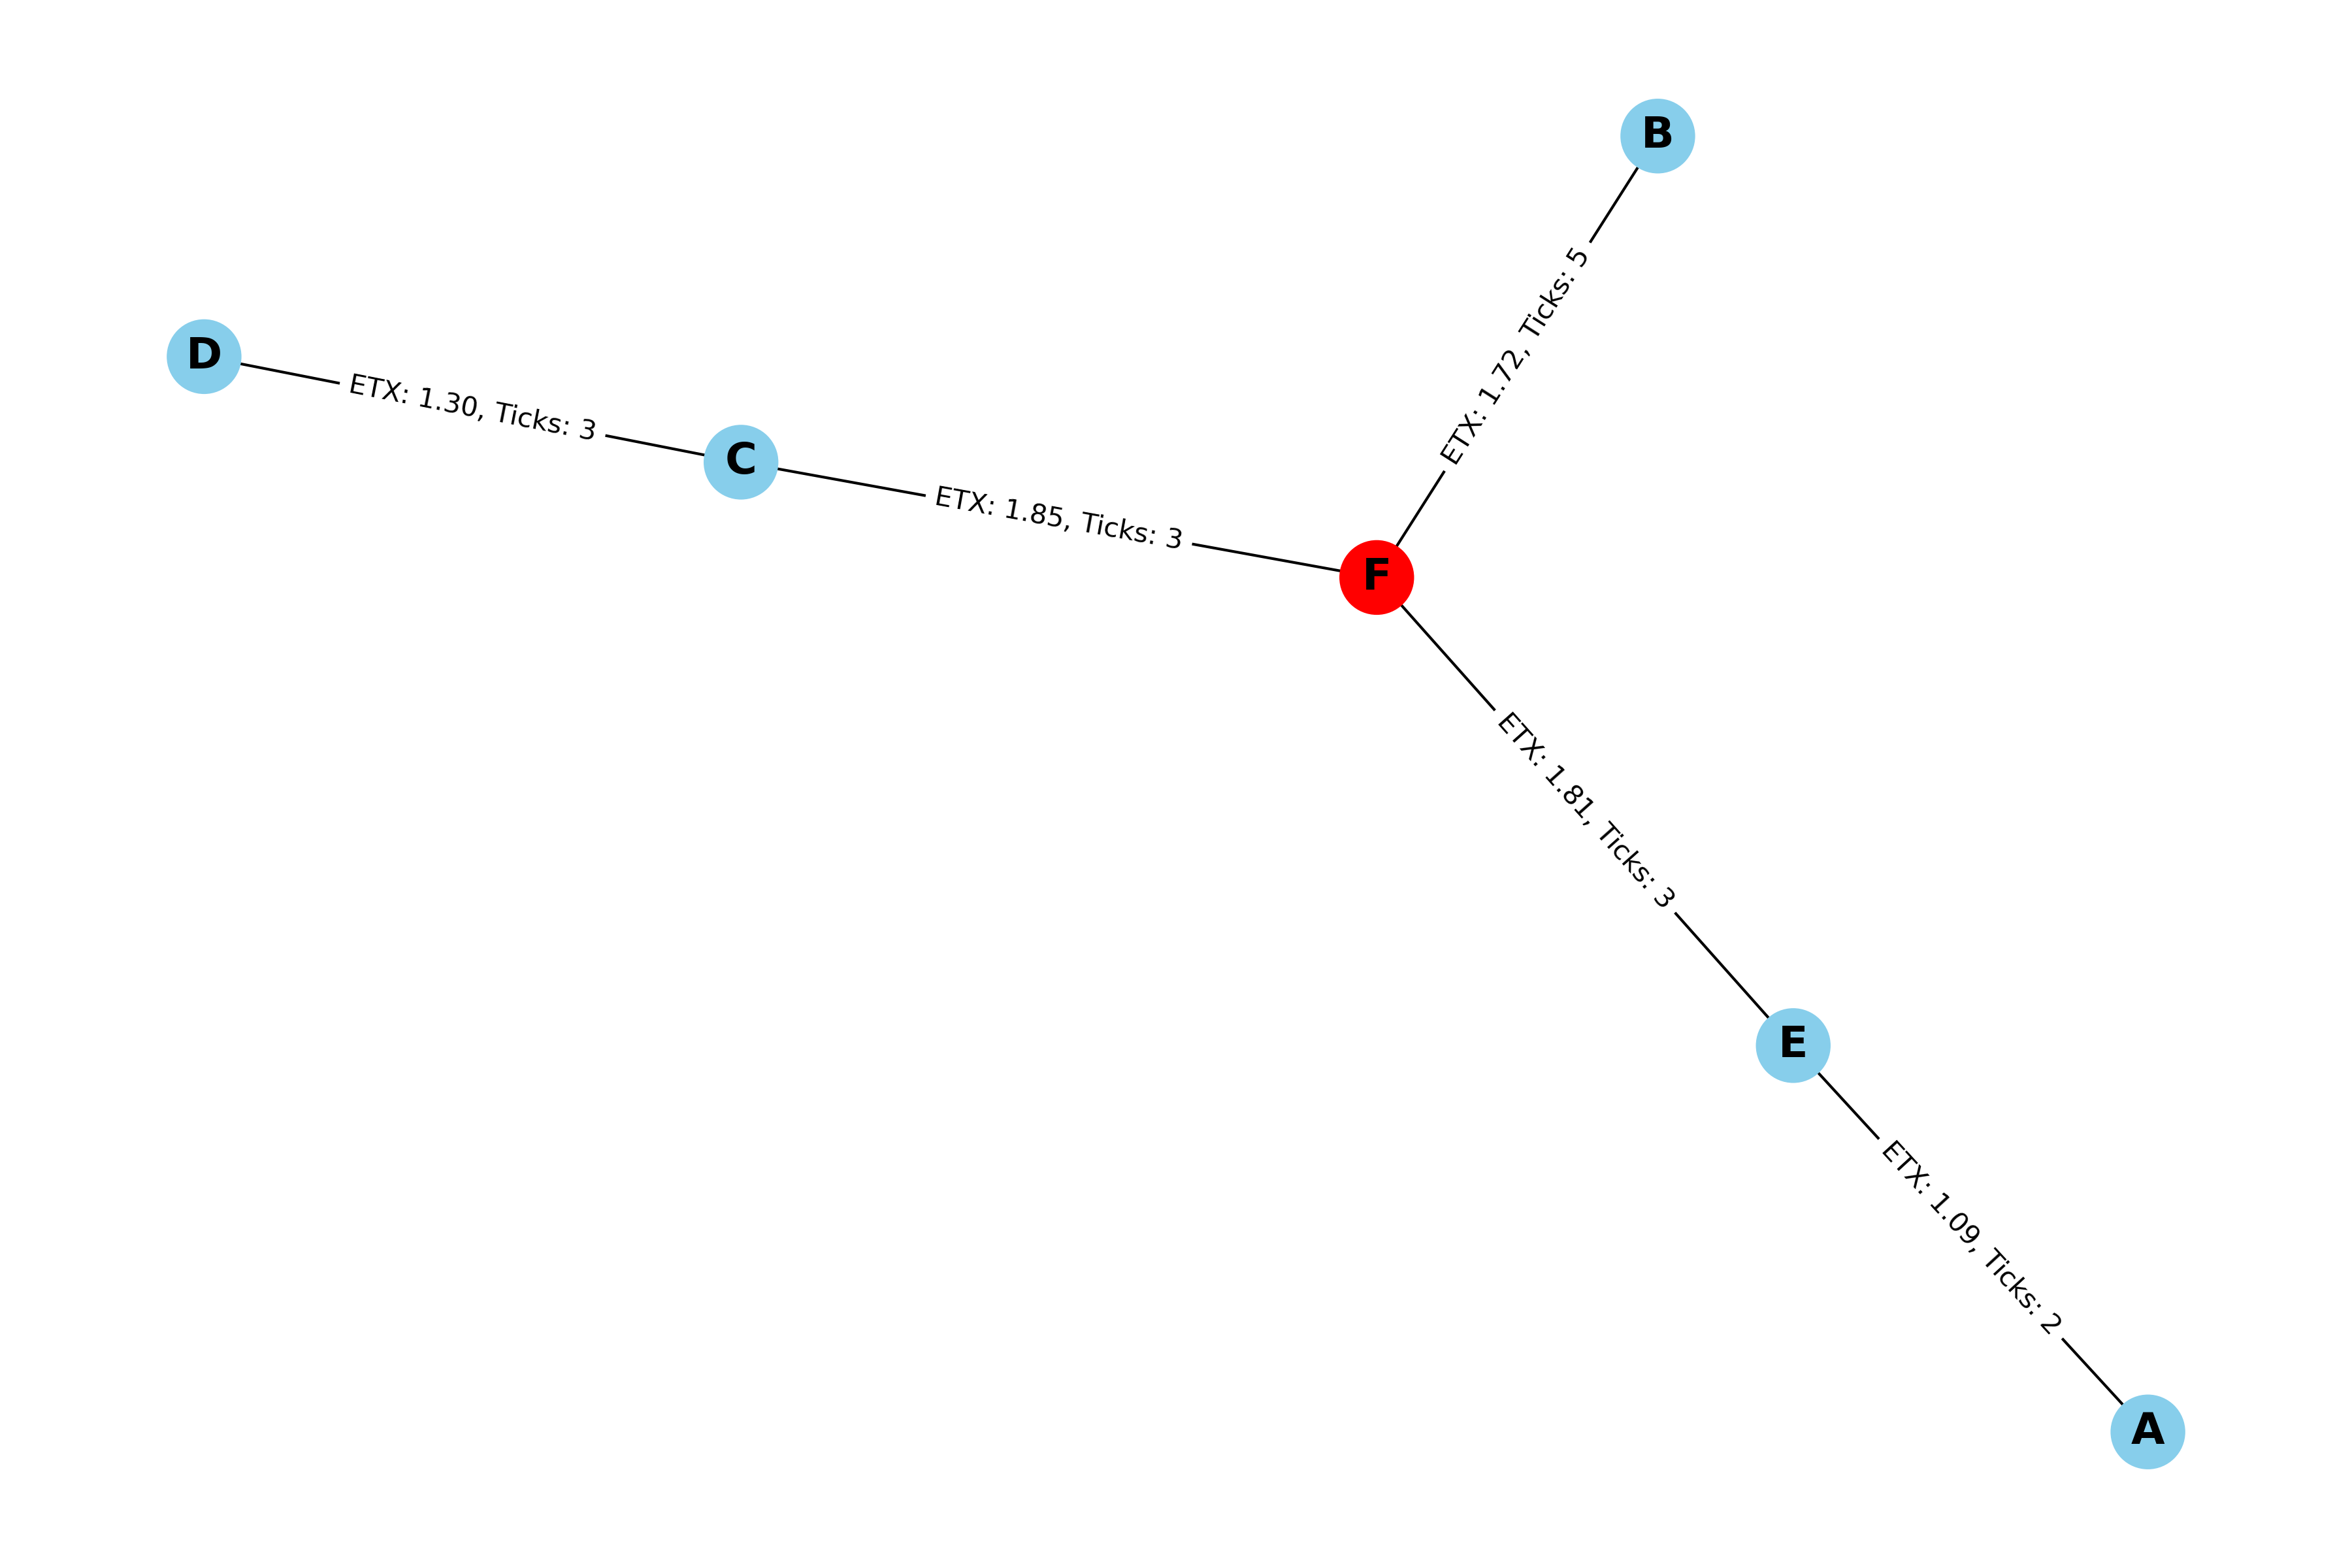 B
ETX: 1.72, Ticks: 5
D
ETX: 1.30, Ticks: 3
C
ETX: 1.85, Ticks: 3
F
ETX: 1.81, Ticks: 3
E
ETX: 1.09, Ticks: 2
A